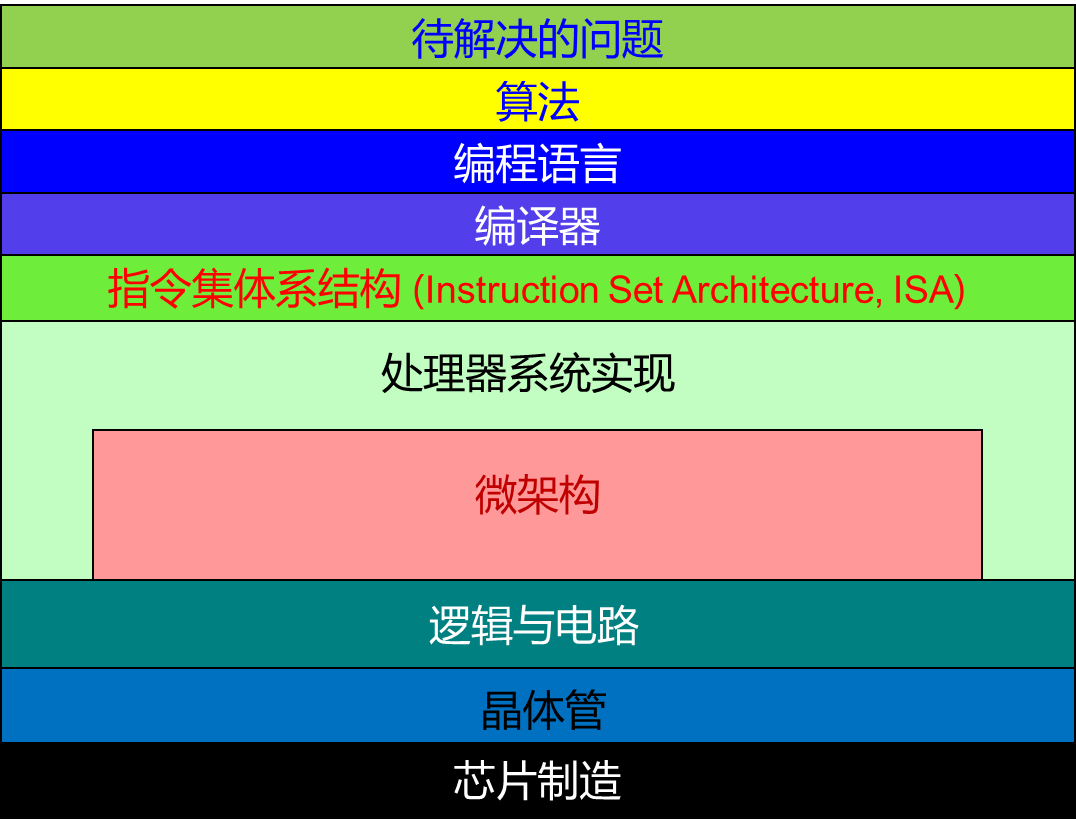 待解决的问题
算法
编程语言
编译器
指令集体系结构 (Instruction Set Architecture, ISA)
处理器系统实现
微架构
逻辑与电路
晶体管
芯片制造